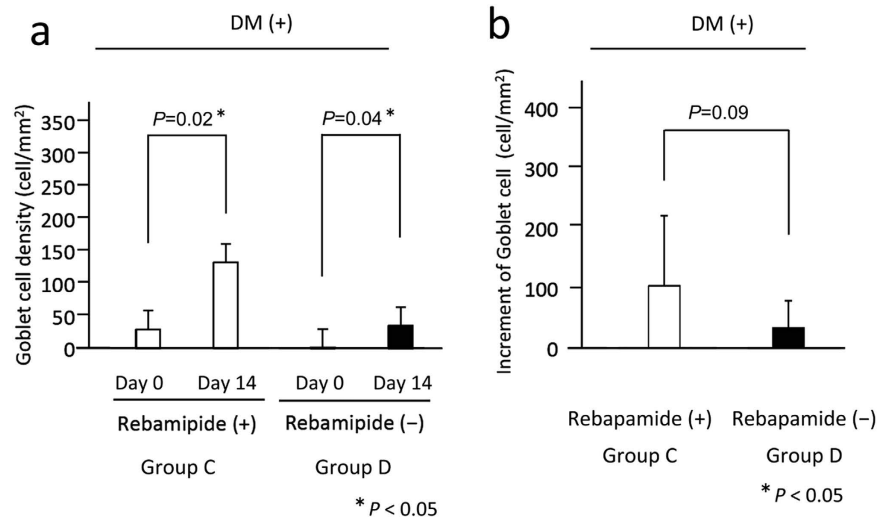 a
DM (+)
Goblet cell density (cell/mm²)
350
300
250
200
150
100
50
0
P=0.02 *
P=0.04 *
Day 0 Day 14 Day 0 Day 14
Rebamipide (+) Rebamipide (−)
Group C Group D
* P < 0.05
b
DM (+)
Increment of Goblet cell (cell/mm²)
400
300
200
100
0
P=0.09
Rebapamide (+) Rebapamide (−)
Group C Group D
* P < 0.05